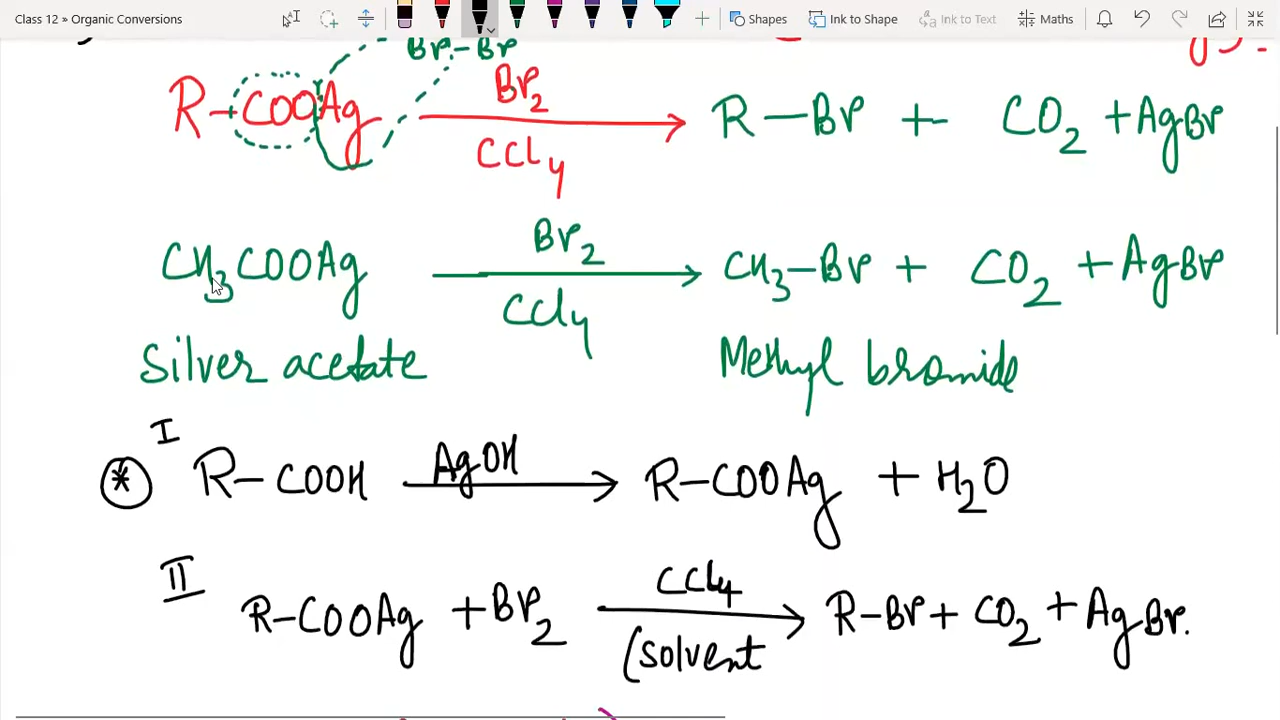 Class 12 » Organic Conversions
Shapes
Ink to Shape
Ink to Text
Maths
Br-Br
R-COOAg Br2 CCl4 R-Br + CO2 + AgBr
CH3COOAg Br2 CCl4 CH3-Br + CO2 + AgBr
Silver acetate Methyl bromide
I
* R-COOH AgOH R-COOAg + H2O
II
R-COOAg + Br2 CCl4 (solvent R-Br + CO2 + AgBr.